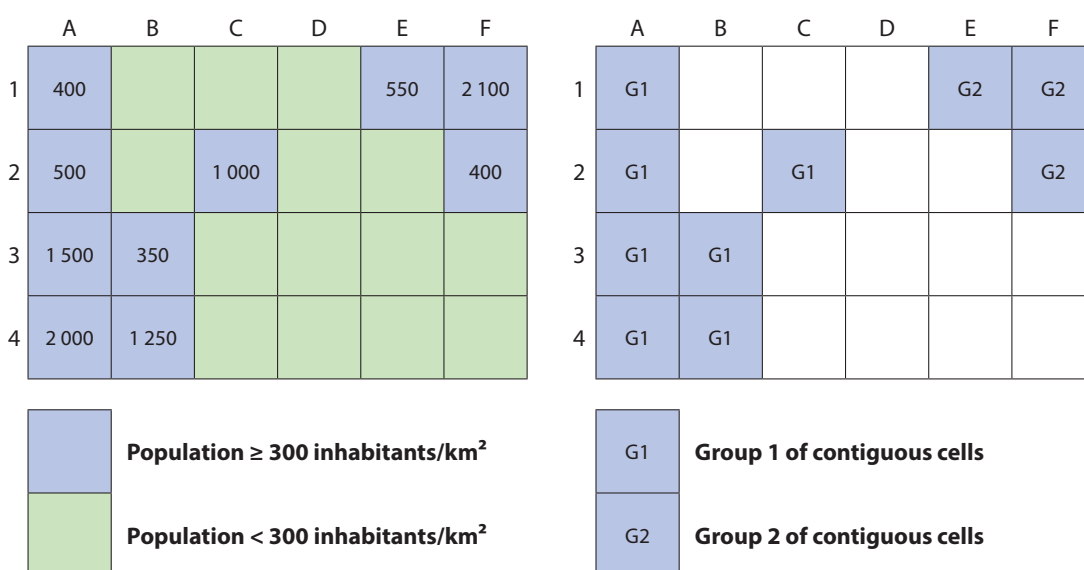 A B C D E F A B C D E F
1 400 550 2 100 1 G1 G2 G2
2 500 1 000 400 2 G1 G1 G2
3 1 500 350 3 G1 G1
4 2 000 1 250 4 G1 G1
Population ≥ 300 inhabitants/km² G1 Group 1 of contiguous cells
Population < 300 inhabitants/km² G2 Group 2 of contiguous cells